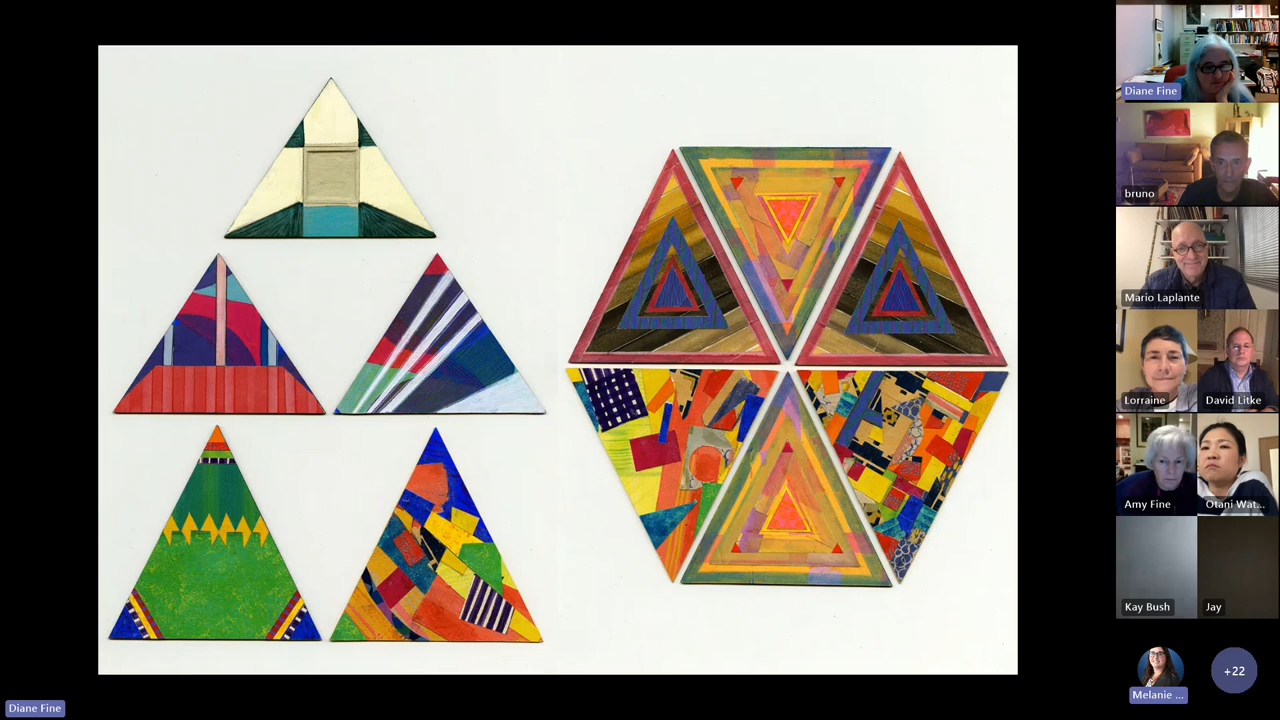 Diane Fine
bruno
Mario Laplante
Lorraine
David Litke
Amy Fine
Otani Wat...
Kay Bush
Jay
Melanie ...
+22
Diane Fine